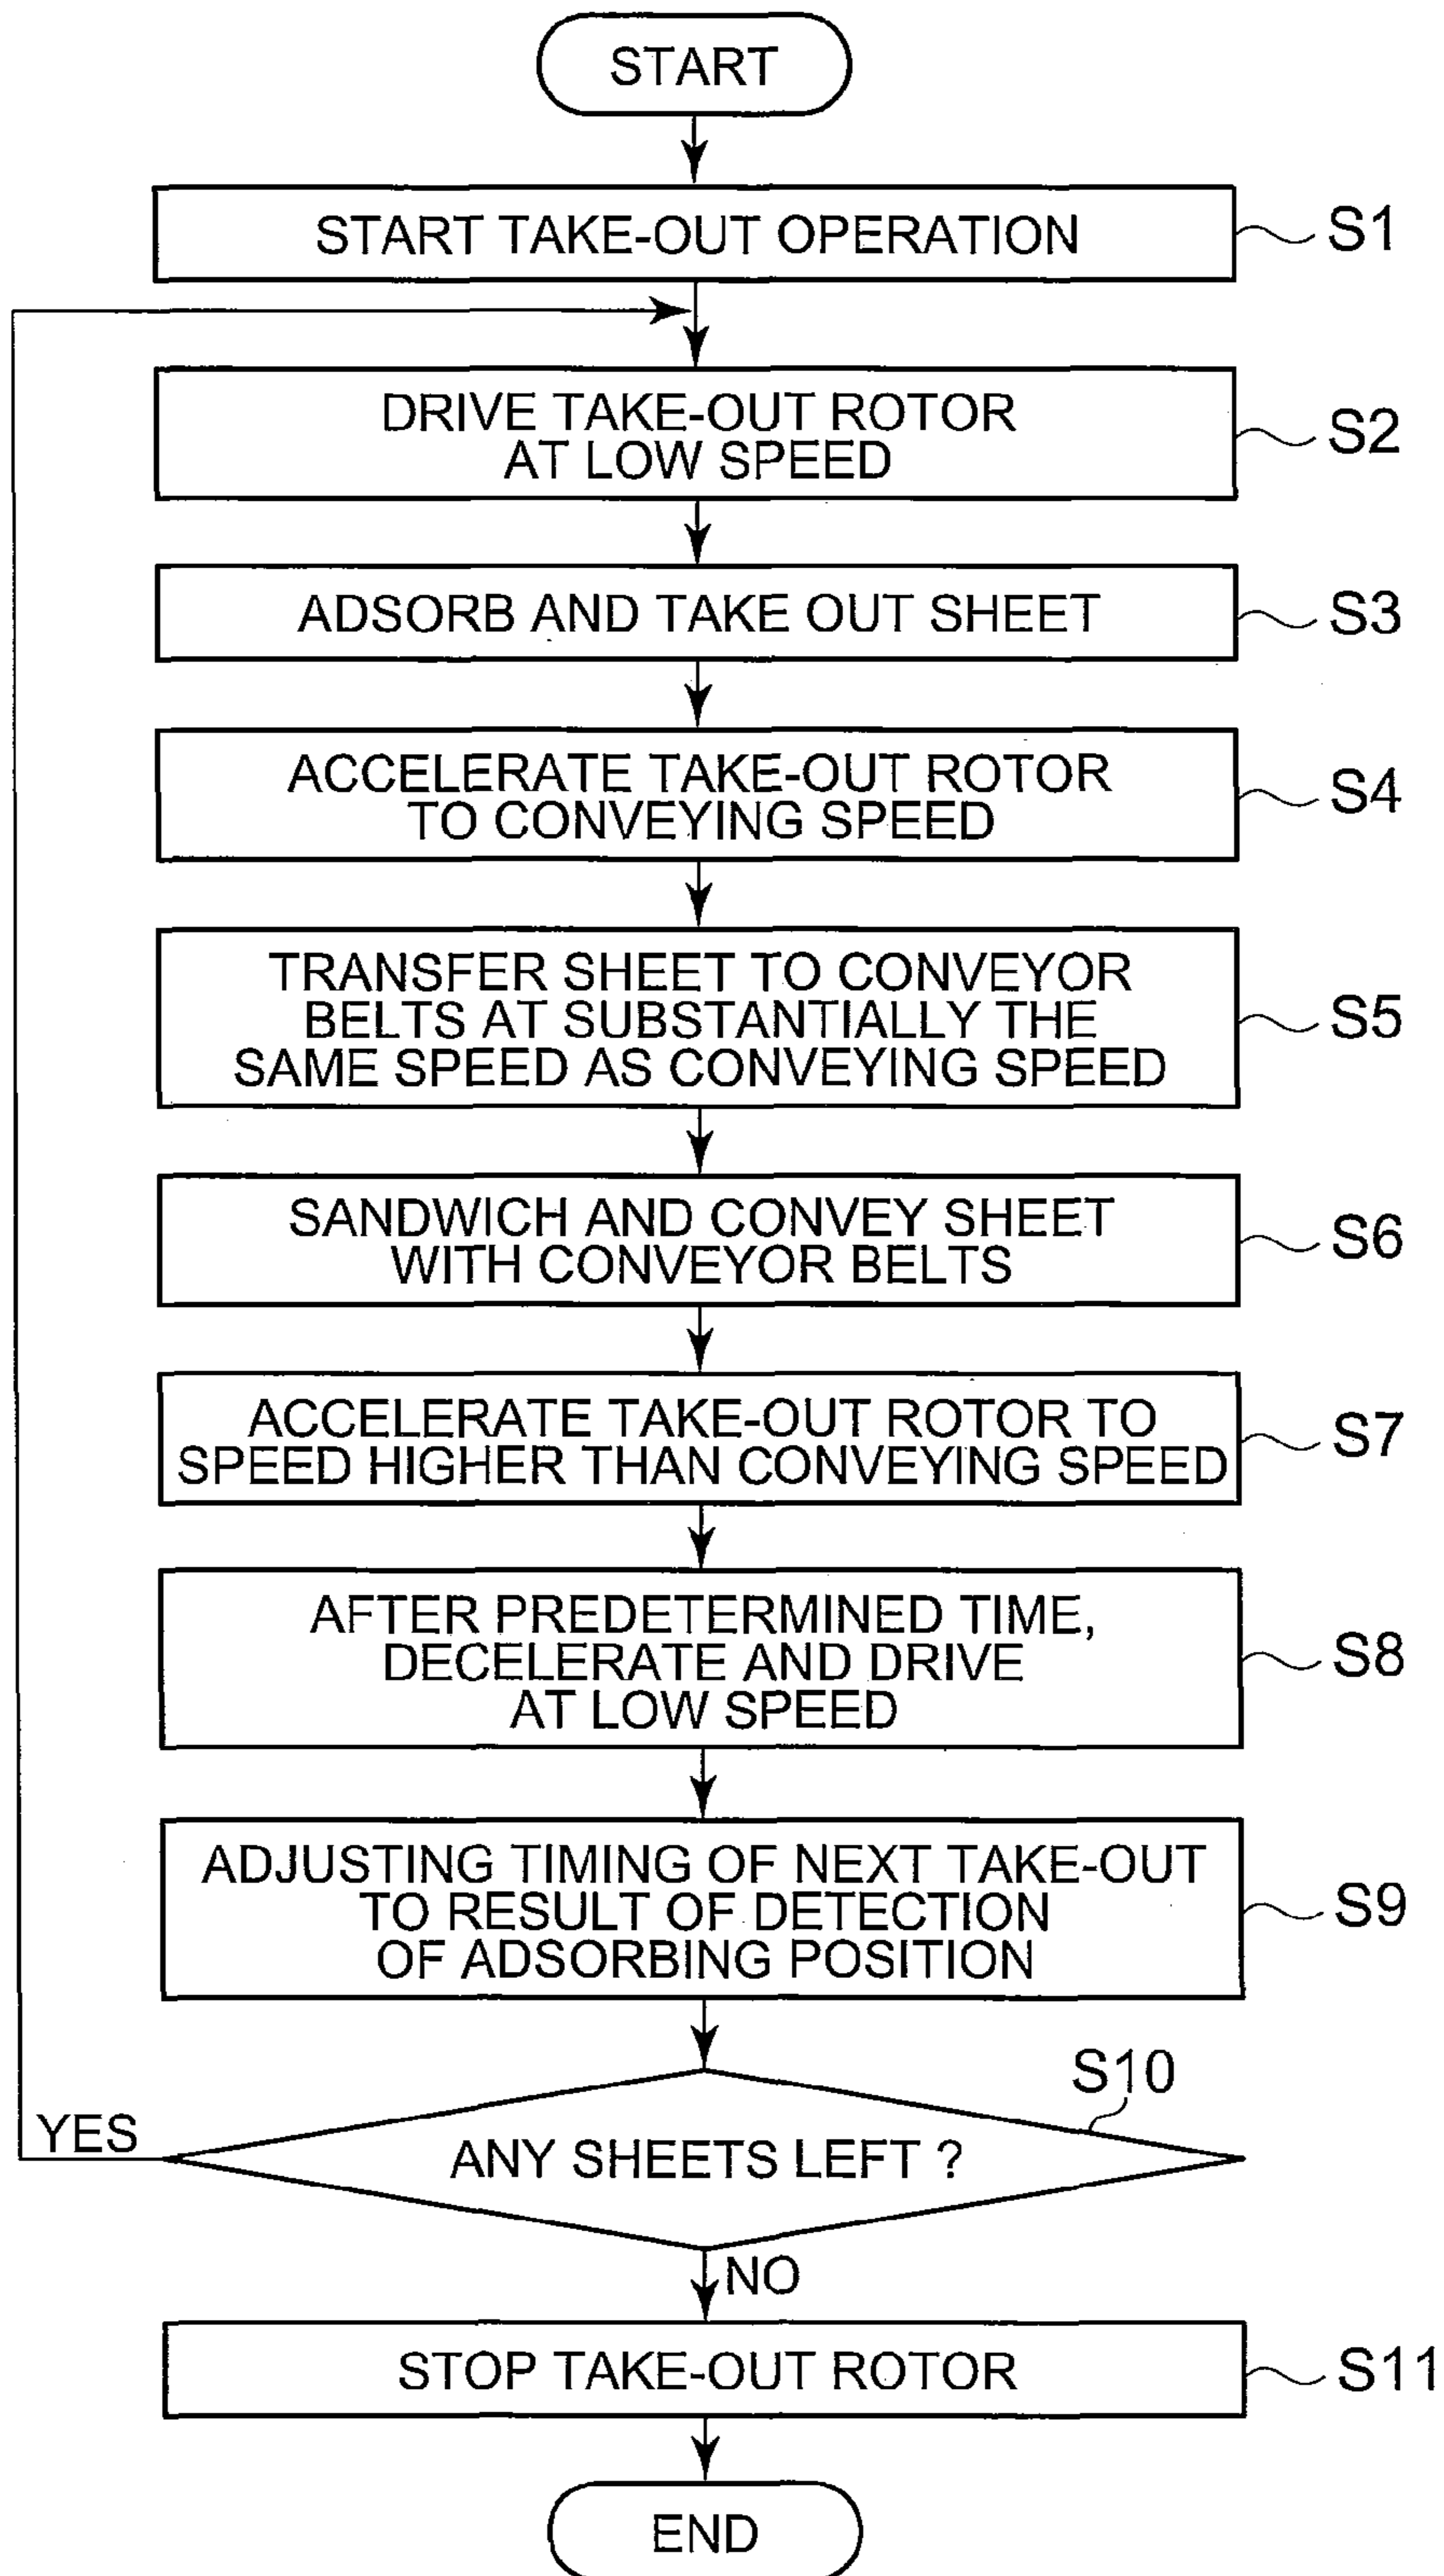 START
START TAKE-OUT OPERATION
S1
DRIVE TAKE-OUT ROTOR
AT LOW SPEED
S2
ADSORB AND TAKE OUT SHEET
S3
ACCELERATE TAKE-OUT ROTOR
TO CONVEYING SPEED
S4
TRANSFER SHEET TO CONVEYOR
BELTS AT SUBSTANTIALLY THE
SAME SPEED AS CONVEYING SPEED
S5
SANDWICH AND CONVEY SHEET
WITH CONVEYOR BELTS
S6
ACCELERATE TAKE-OUT ROTOR TO
SPEED HIGHER THAN CONVEYING SPEED
S7
AFTER PREDETERMINED TIME,
DECELERATE AND DRIVE
AT LOW SPEED
S8
ADJUSTING TIMING OF NEXT TAKE-OUT
TO RESULT OF DETECTION
OF ADSORBING POSITION
S9
S10
YES
ANY SHEETS LEFT ?
NO
STOP TAKE-OUT ROTOR
S11
END